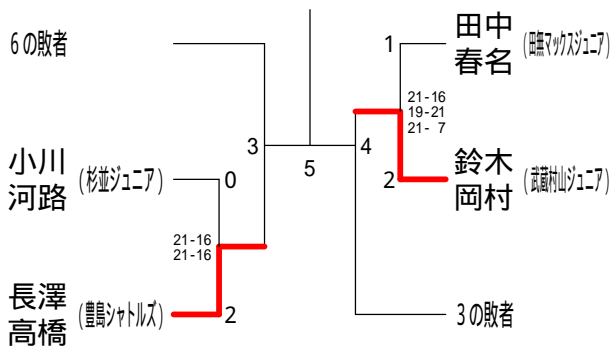 6の敗者
3
小川
河路
(杉並ジュニア)
0
21-16
21-16
長澤
高橋
(豊島シャトルズ)
2
5
田中
春名
(田無マックスジュニア)
1
21-16
19-21
21- 7
4
鈴木
岡村
(武蔵村山ジュニア)
2
3の敗者